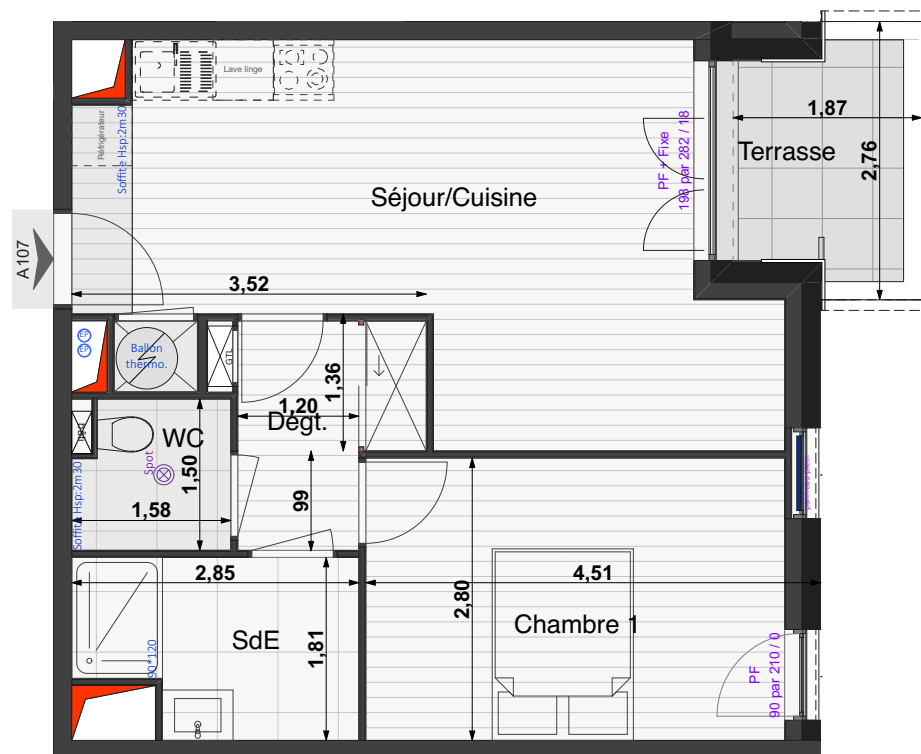 Lave linge
Réfrigérateur
Soffite Hsp:2m30
1,87
Terrasse
2,76
PF + Fixe
198 par 282 / 18
Séjour/Cuisine
A107
3,52
EP
EP
Ballon
thermo.
GTL
1,36
1,20
Dégt.
WC
Spot
1,50
1,58
Soffite Hsp:2m30
99
2,85
4,51
2,80
Chambre 1
SdE
1,81
90*120
PF
90 par 210 / 0